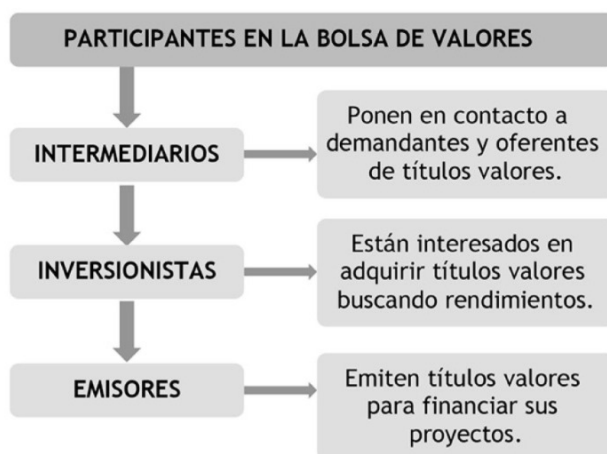 PARTICIPANTES EN LA BOLSA DE VALORES
INTERMEDIARIOS
Ponen en contacto a
demandantes y oferentes
de títulos valores.
INVERSIONISTAS
Están interesados en
adquirir títulos valores
buscando rendimientos.
EMISORES
Emiten títulos valores
para financiar sus
proyectos.